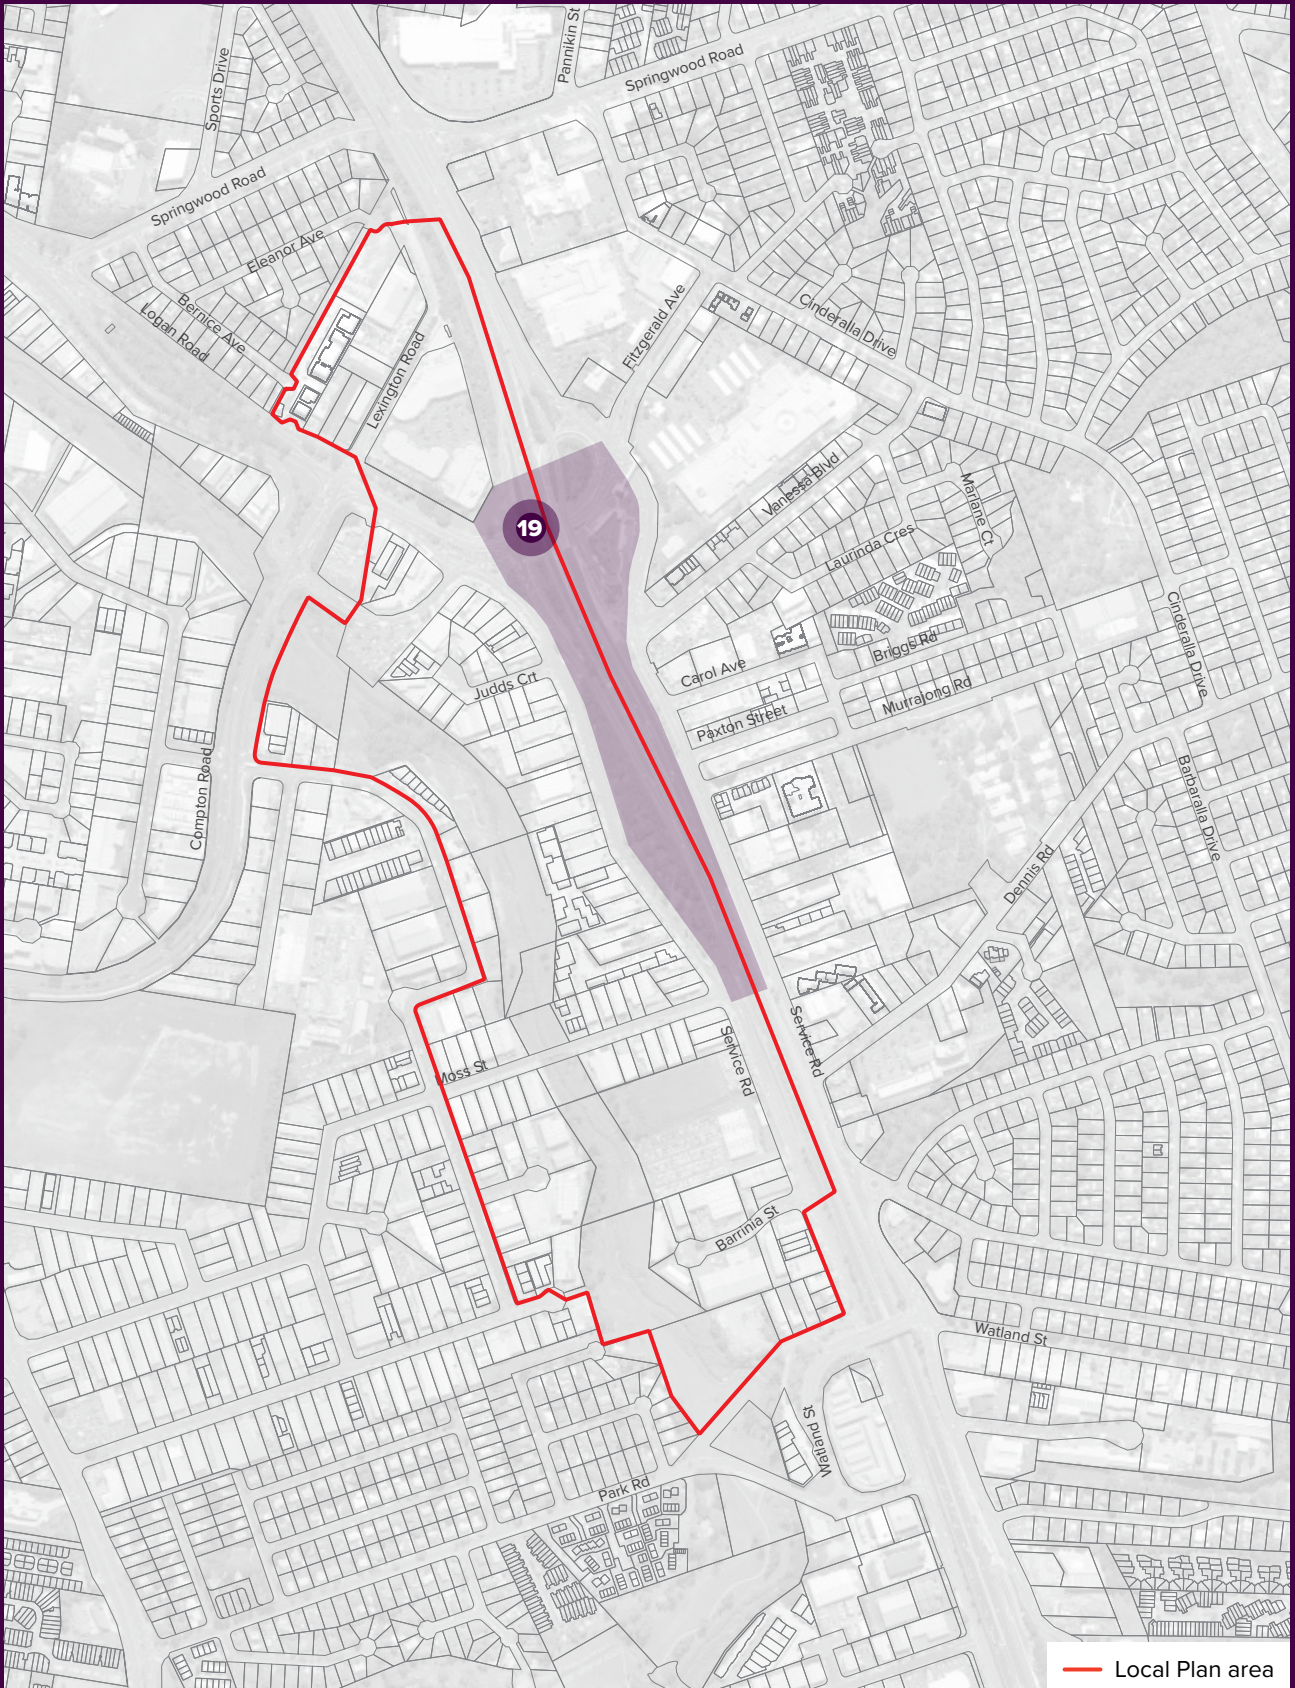 Pannikin St
Springwood Road
Sports Drive
Springwood Road
Eleanor Ave
Bernice Ave
Logan Road
Lexington Road
Fitzgerald Ave
Cinderalla Drive
19
Vanessa Blvd
Marlane Ct
Laurinda Cres
Cinderalla Drive
Briggs Rd
Carol Ave
Judds Crt
Murrajong Rd
Paxton Street
Compton Road
Barbaralla Drive
Dennis Rd
Service Rd
Service Rd
Moss St
Barrinia St
Watland St
Watland St
Park Rd
Local Plan area